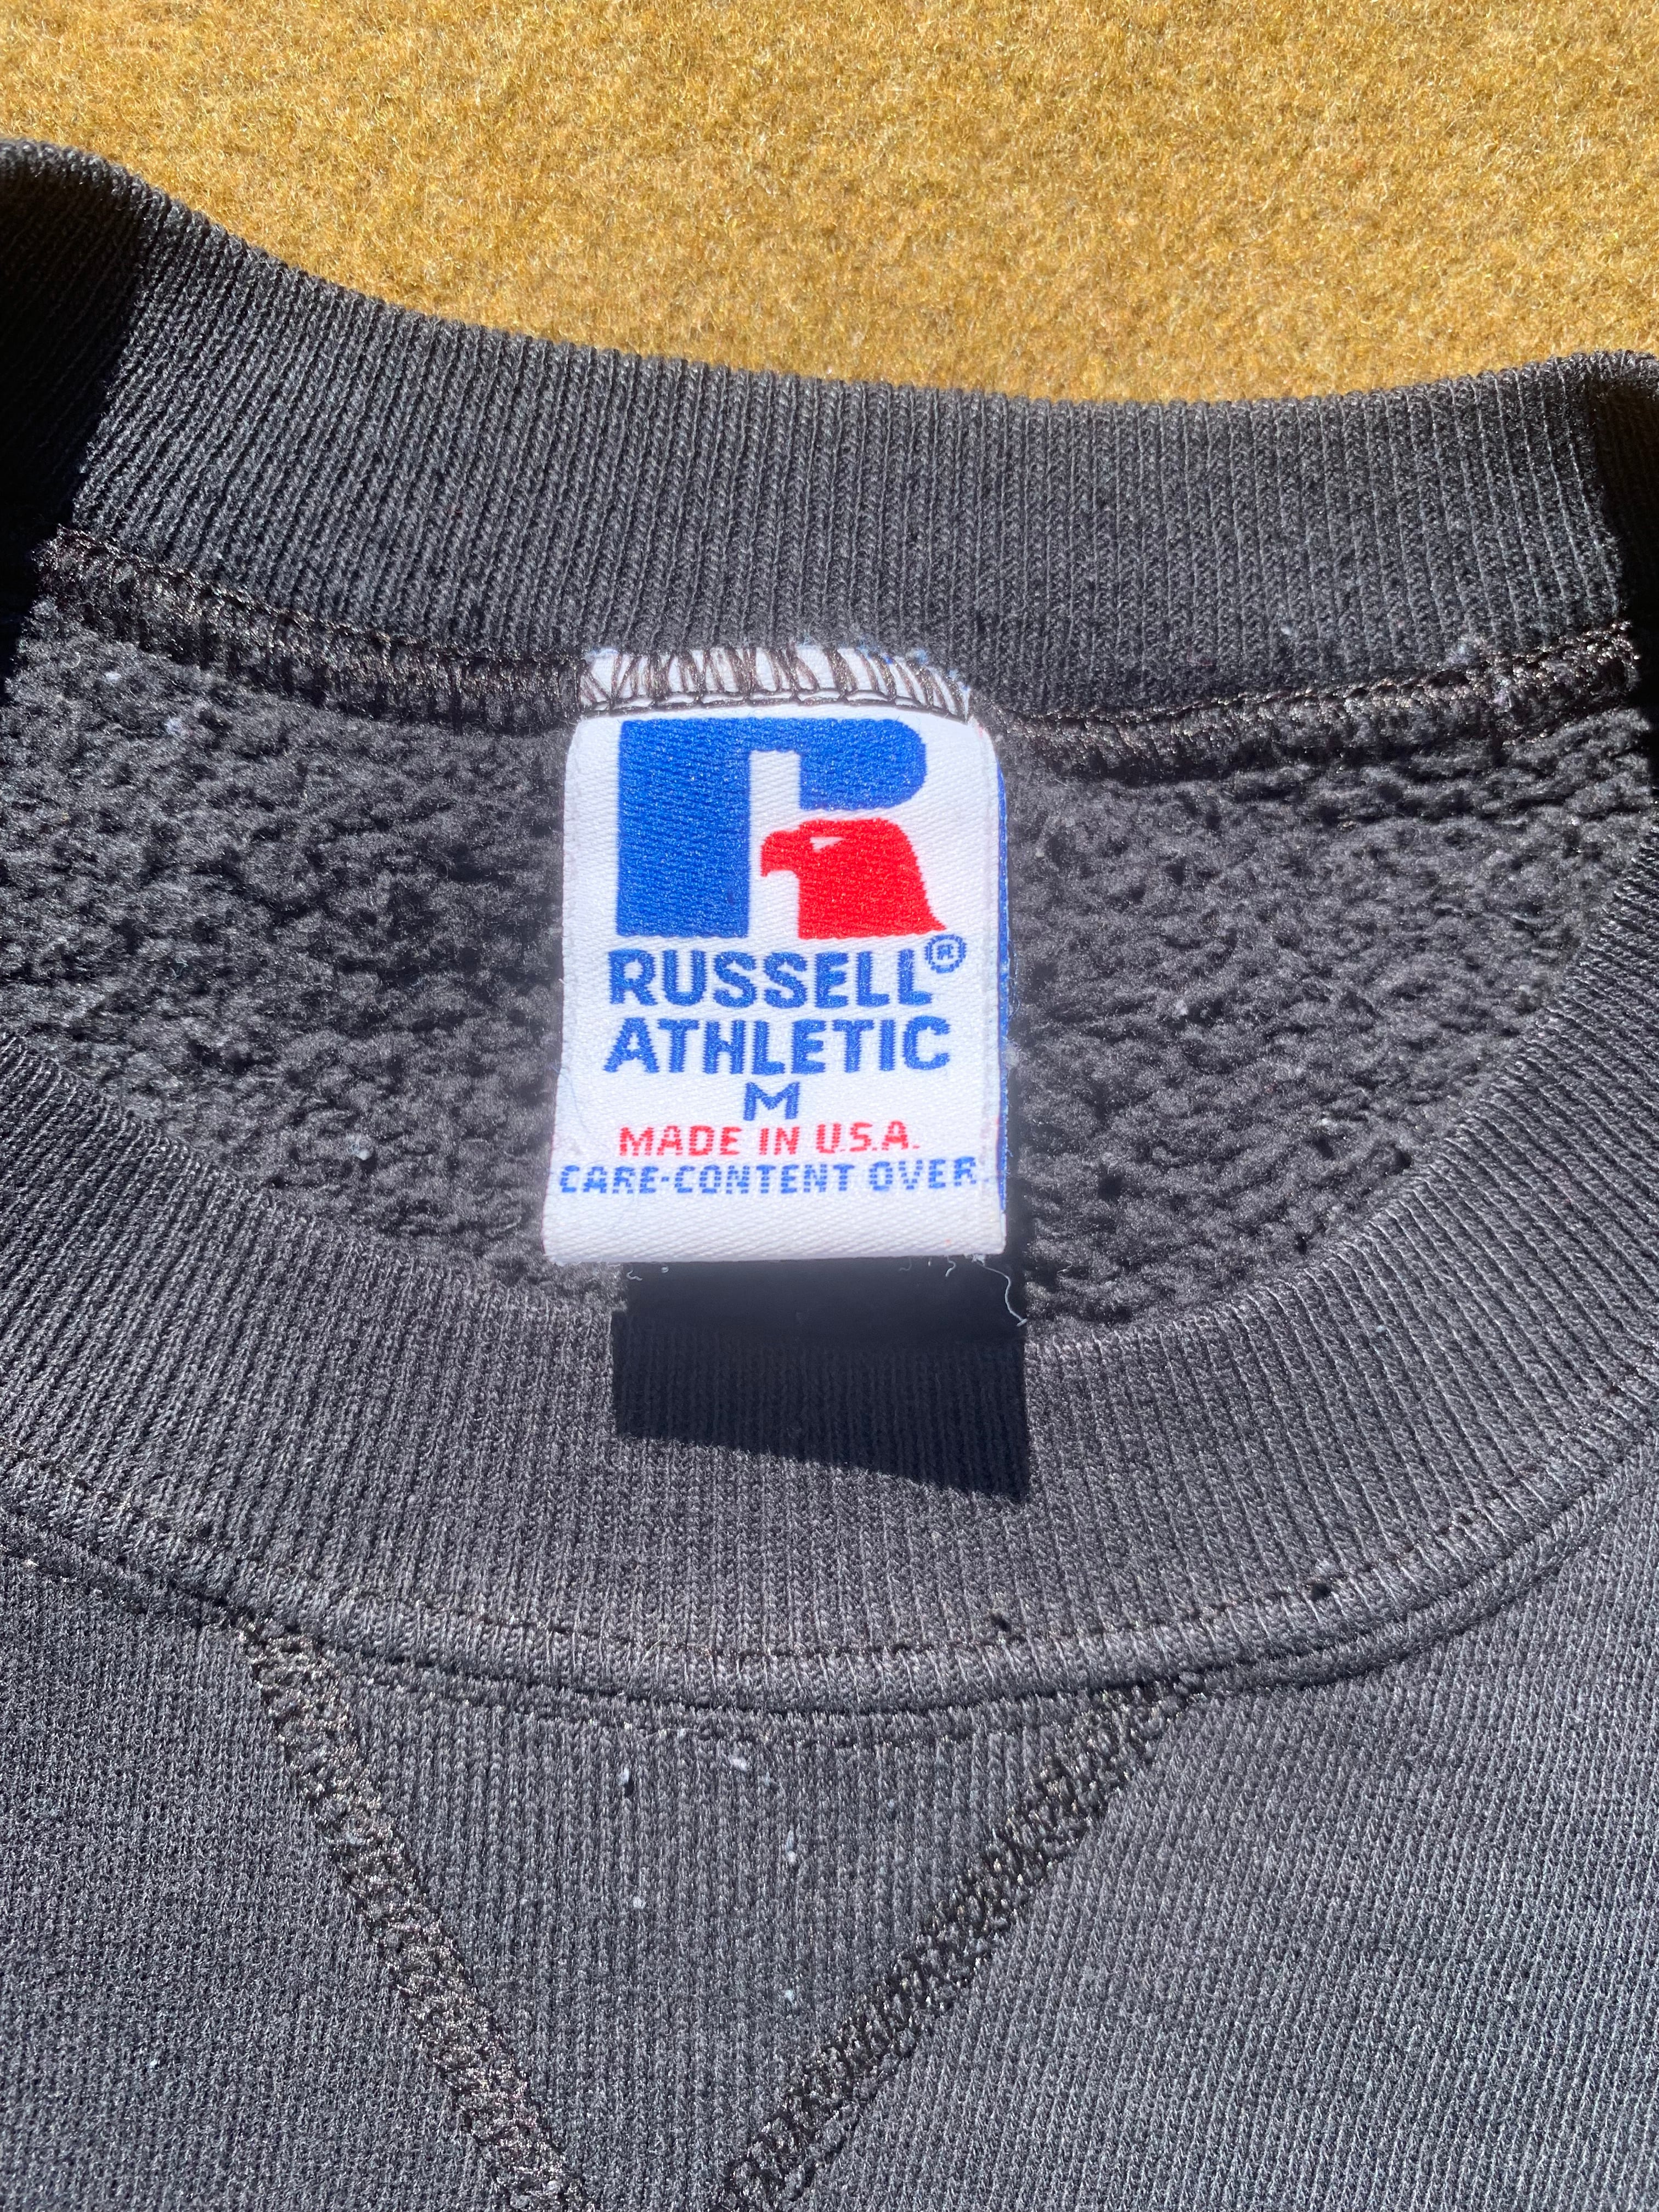 R
RUSSELL®
ATHLETIC
M
MADE IN U.S.A.
CARE-CONTENT OVER